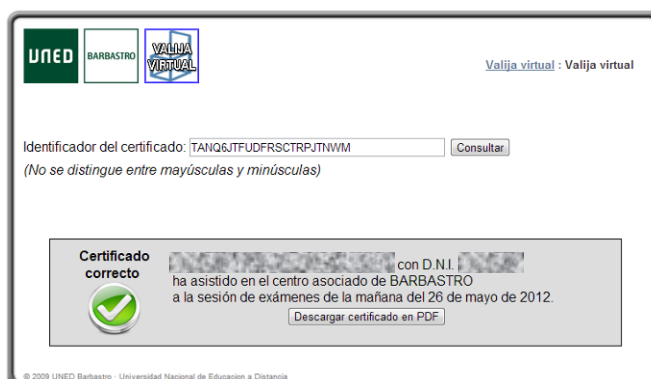 UNED BARBASTRO VALIJA VIRTUAL
Valija virtual : Valija virtual
Identificador del certificado: TANQ6JTFUDFRSCTRPJTNWM Consultar
(No se distingue entre mayúsculas y minúsculas)
Certificado correcto
con D.N.I.
ha asistido en el centro asociado de BARBASTRO
a la sesión de exámenes de la mañana del 26 de mayo de 2012.
Descargar certificado en PDF
© 2009 UNED Barbastro - Universidad Nacional de Educacion a Distancia